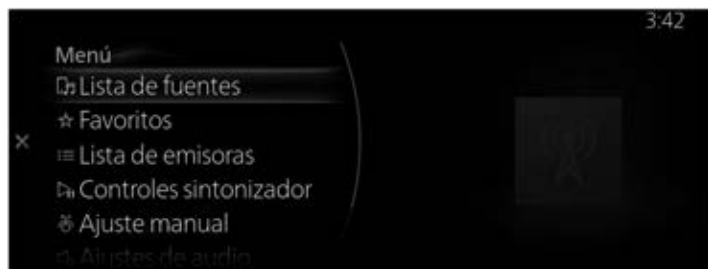 3:42
Menú
Lista de fuentes
Favoritos
Lista de emisoras
Controles sintonizador
Ajuste manual
Ajustes de audio